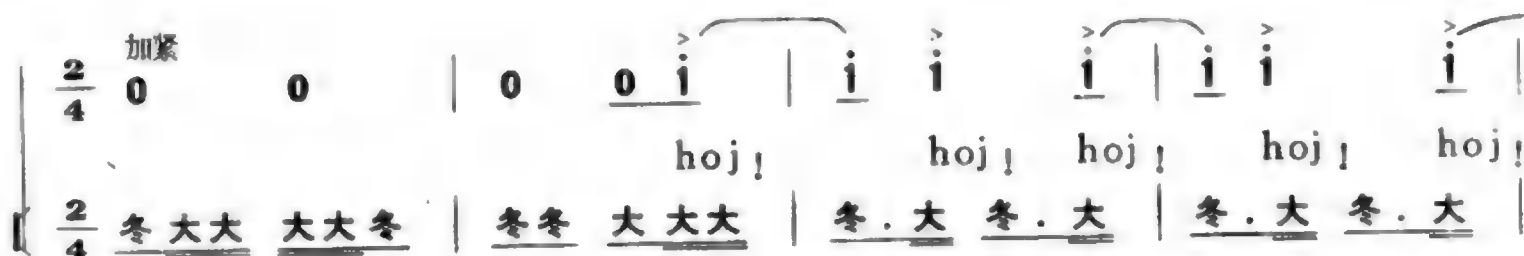 加紧
2/4 0 0 | 0 0 i | i i i | i i i |
hoj! hoj! hoj! hoj! hoj!
2/4 冬大大 大大冬 | 冬冬 大大大 | 冬.大 冬.大 | 冬.大 冬.大 |